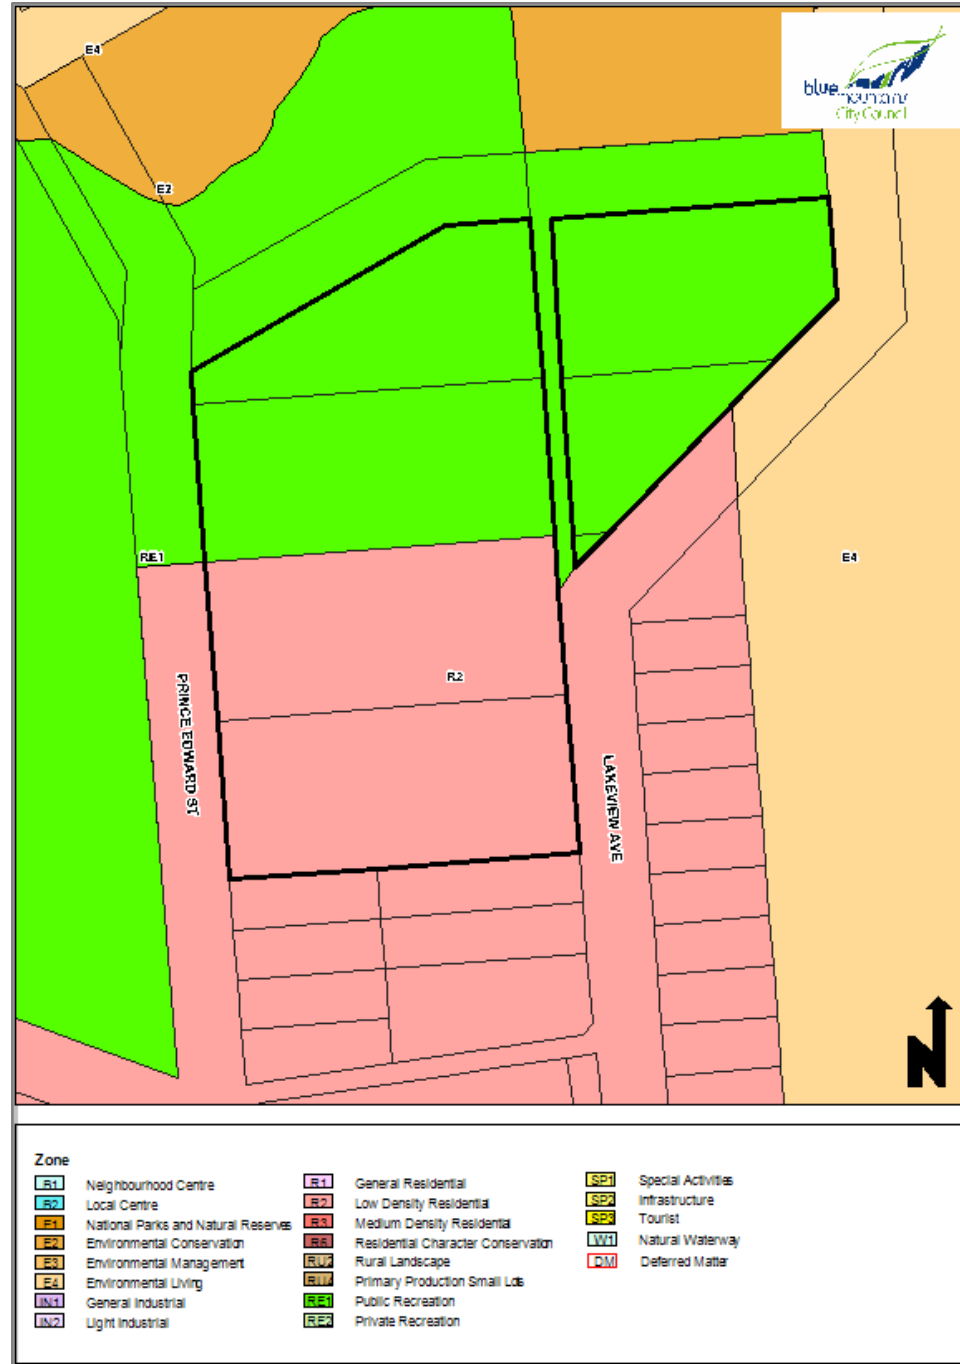 E4
blue mountains
City Council
E2
RE1
E4
R2
PRINCE EDWARD ST
LAKEVIEW AVE
N
Zone
B1 Neighbourhood Centre
B2 Local Centre
E1 National Parks and Natural Reserves
E2 Environmental Conservation
E3 Environmental Management
E4 Environmental Living
IN1 General Industrial
IN2 Light Industrial
R1 General Residential
R2 Low Density Residential
R3 Medium Density Residential
R6 Residential Character Conservation
RU2 Rural Landscape
RU4 Primary Production Small Lots
RE1 Public Recreation
RE2 Private Recreation
SP1 Special Activities
SP2 Infrastructure
SP3 Tourist
W1 Natural Waterway
DM Deferred Matter